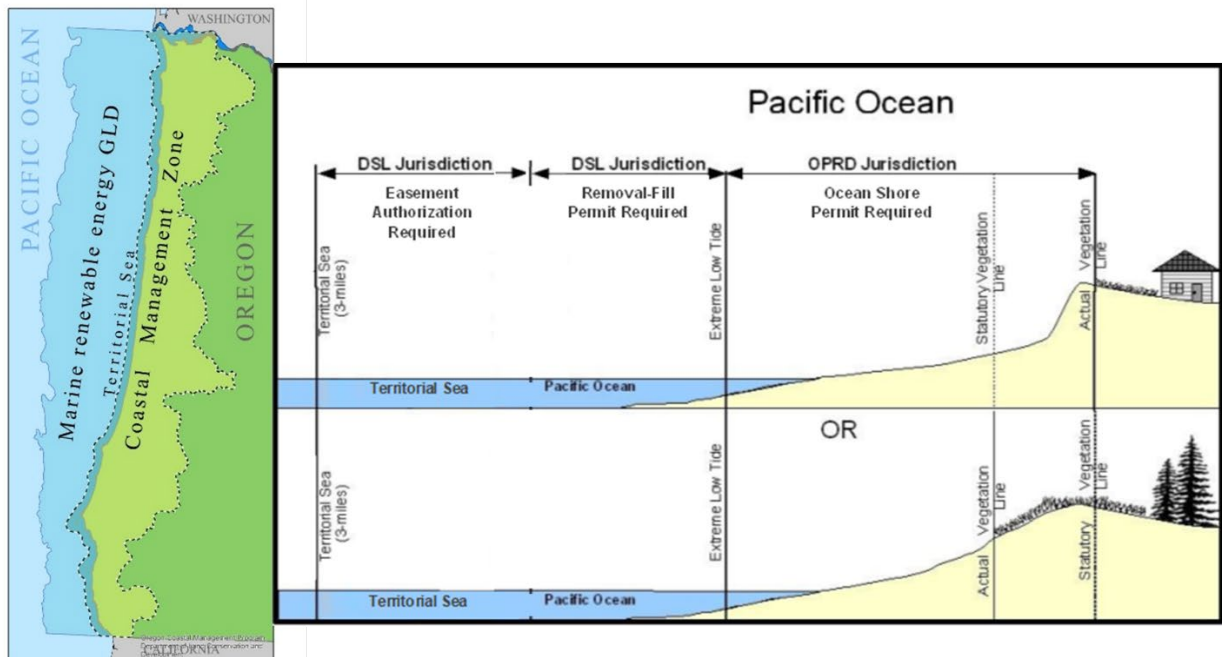 WASHINGTON
PACIFIC OCEAN
Marine renewable energy GLD
Territorial Sea
Coastal Management Zone
OREGON
CALIFORNIA
Pacific Ocean
DSL Jurisdiction
DSL Jurisdiction
OPRD Jurisdiction
Easement
Authorization
Required
Removal-Fill
Permit Required
Ocean Shore
Permit Required
Territorial Sea
(3-miles)
Extreme Low Tide
Statutory Vegetation
Line
Actual Vegetation
Line
Territorial Sea
Pacific Ocean
OR
Territorial Sea
(3-miles)
Extreme Low Tide
Actual Vegetation
Line
Statutory Vegetation
Line
Territorial Sea
Pacific Ocean